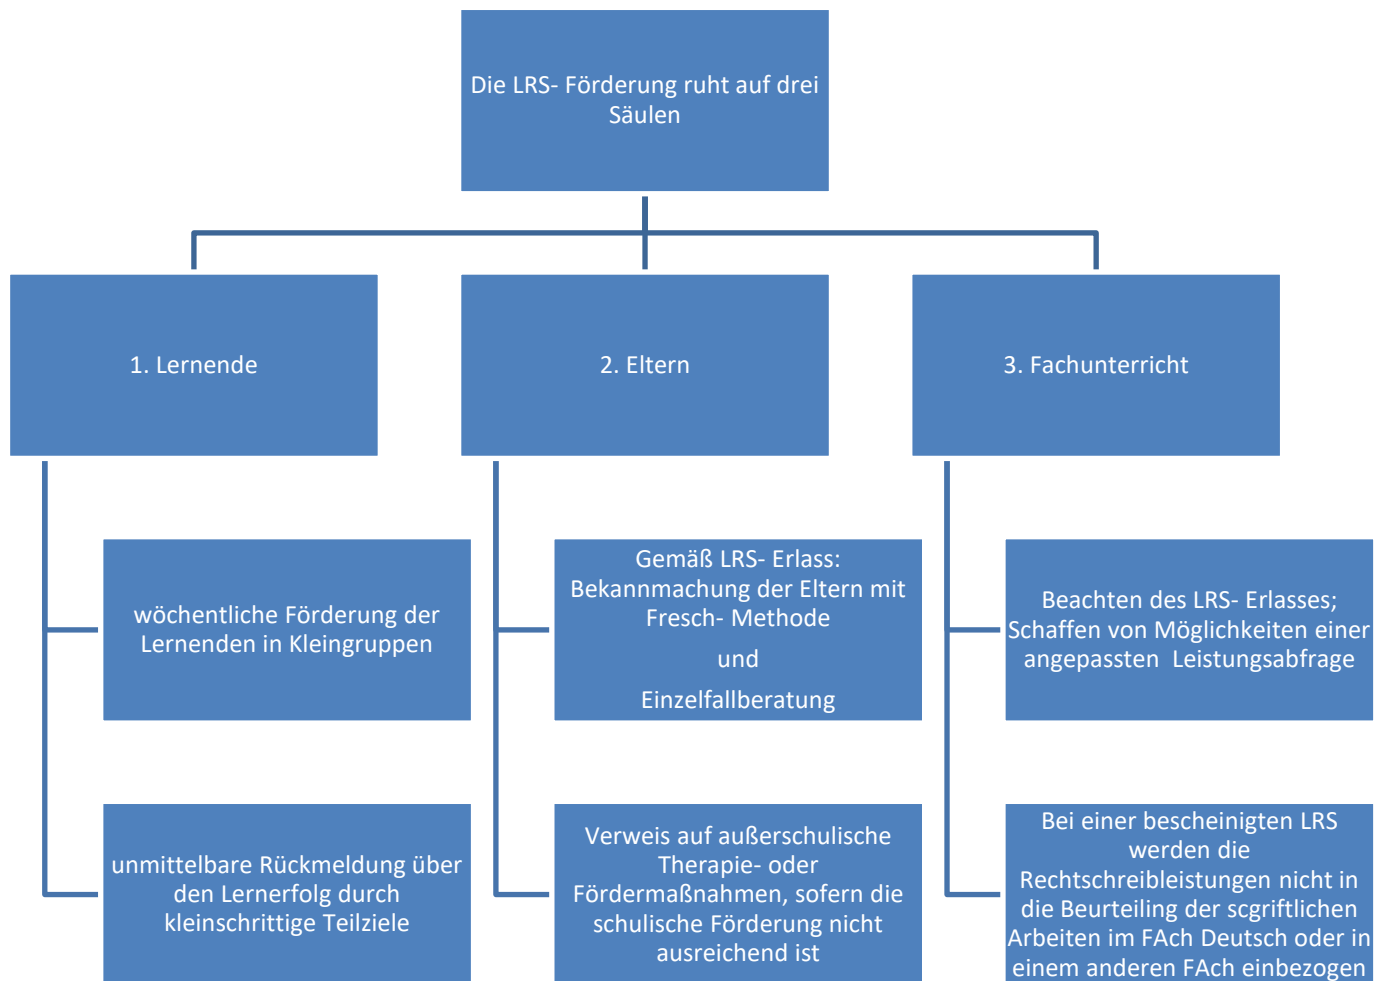 Die LRS- Förderung ruht auf drei
Säulen
1. Lernende
2. Eltern
3. Fachunterricht
wöchentliche Förderung der
Lernenden in Kleingruppen
Gemäß LRS- Erlass:
Bekannmachung der Eltern mit
Fresch- Methode
und
Einzelfallberatung
Beachten des LRS- Erlasses;
Schaffen von Möglichkeiten einer
angepassten Leistungsabfrage
unmittelbare Rückmeldung über
den Lernerfolg durch
kleinschrittige Teilziele
Verweis auf außerschulische
Therapie- oder
Fördermaßnahmen, sofern die
schulische Förderung nicht
ausreichend ist
Bei einer bescheinigten LRS
werden die
Rechtschreibleistungen nicht in
die Beurteiling der scgriftlichen
Arbeiten im FAch Deutsch oder in
einem anderen FAch einbezogen